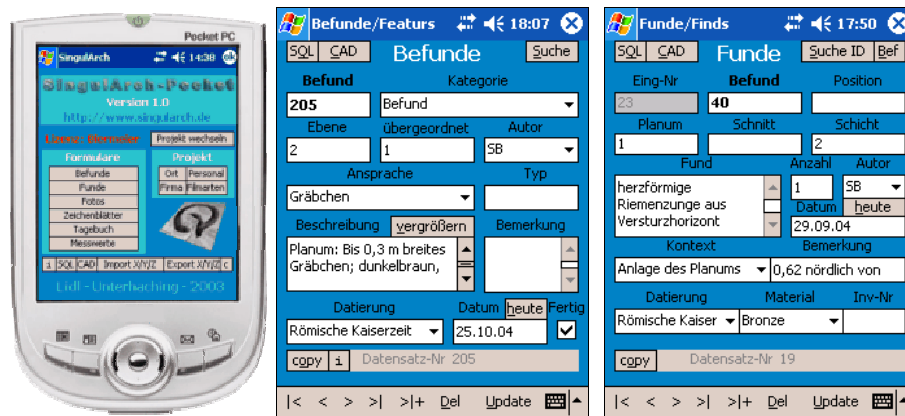 Pocket PC
SingulArch 14:38 ok
SingulArch-Pocket
Version 1.0
http://www.singularch.de
Projekt wechseln
Formulare Projekt
Befunde Ort Personal
Funde Firma Filmarten
Fotos
Zeichenblätter
Tagebuch
Messwerte
i SQL CAD Import X/Y/Z Export X/Y/Z c
Lidl - Unterhaching - 2003
Befunde/Featurs 18:07
SQL CAD Befunde Suche
Befund Kategorie
205 Befund
Ebene übergeordnet Autor
2 1 SB
Ansprache Typ
Gräbchen
Beschreibung vergrößern Bemerkung
Planum: Bis 0,3 m breites
Gräbchen; dunkelbraun,
Datierung Datum heute Fertig
Römische Kaiserzeit 25.10.04
copy i Datensatz-Nr 205
|< < > >| >|+ Del Update
Funde/Finds 17:50
SQL CAD Funde Suche ID Bef
Eing-Nr Befund Position
23 40
Planum Schnitt Schicht
1 2
Fund Anzahl Autor
herzförmige 1 SB
Riemenzunge aus Datum heute
Versturzhorizont 29.09.04
Kontext Bemerkung
Anlage des Planums 0,62 nördlich von
Datierung Material Inv-Nr
Römische Kaiser Bronze
copy Datensatz-Nr 19
|< < > >| >|+ Del Update